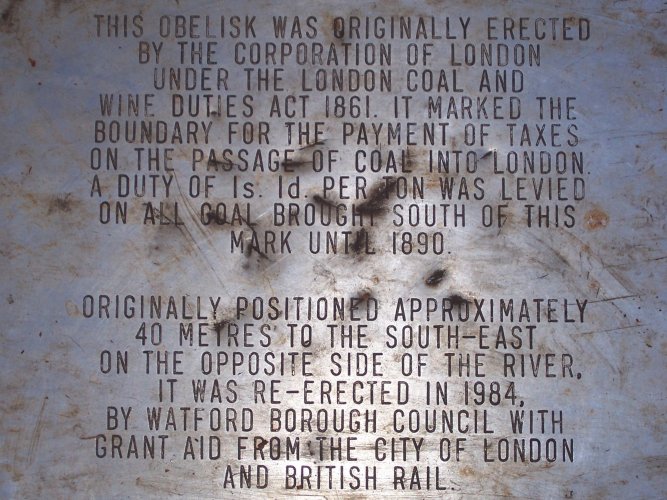 THIS OBELISK WAS ORIGINALLY ERECTED
BY THE CORPORATION OF LONDON
UNDER THE LONDON COAL AND
WINE DUTIES ACT 1861. IT MARKED THE
BOUNDARY FOR THE PAYMENT OF TAXES
ON THE PASSAGE OF COAL INTO LONDON.
A DUTY OF 1s. 1d. PER TON WAS LEVIED
ON ALL COAL BROUGHT SOUTH OF THIS
MARK UNTIL 1890.
ORIGINALLY POSITIONED APPROXIMATELY
40 METRES TO THE SOUTH-EAST
ON THE OPPOSITE SIDE OF THE RIVER,
IT WAS RE-ERECTED IN 1984,
BY WATFORD BOROUGH COUNCIL WITH
GRANT AID FROM THE CITY OF LONDON
AND BRITISH RAIL.